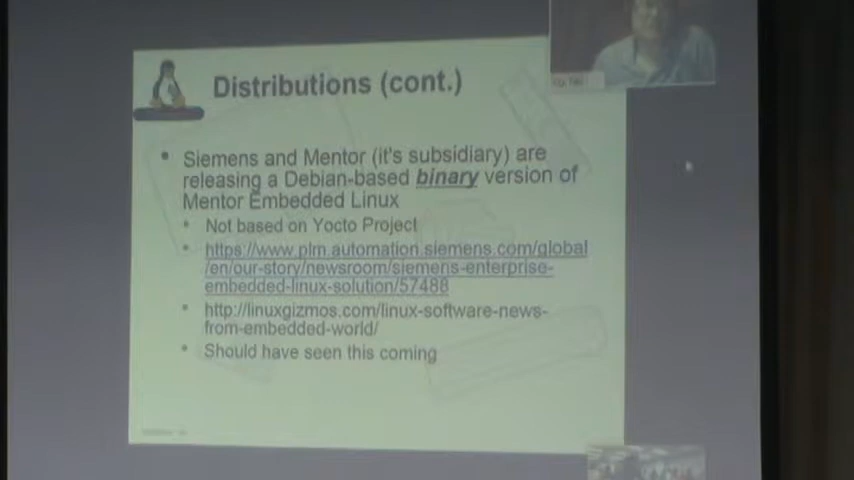 Distributions (cont.)
• Siemens and Mentor (it's subsidiary) are
releasing a Debian-based binary version of
Mentor Embedded Linux
• Not based on Yocto Project
• https://www.plm.automation.siemens.com/global
/en/our-story/newsroom/siemens-enterprise-
embedded-linux-solution/57488
• http://linuxgizmos.com/linux-software-news-
from-embedded-world/
• Should have seen this coming